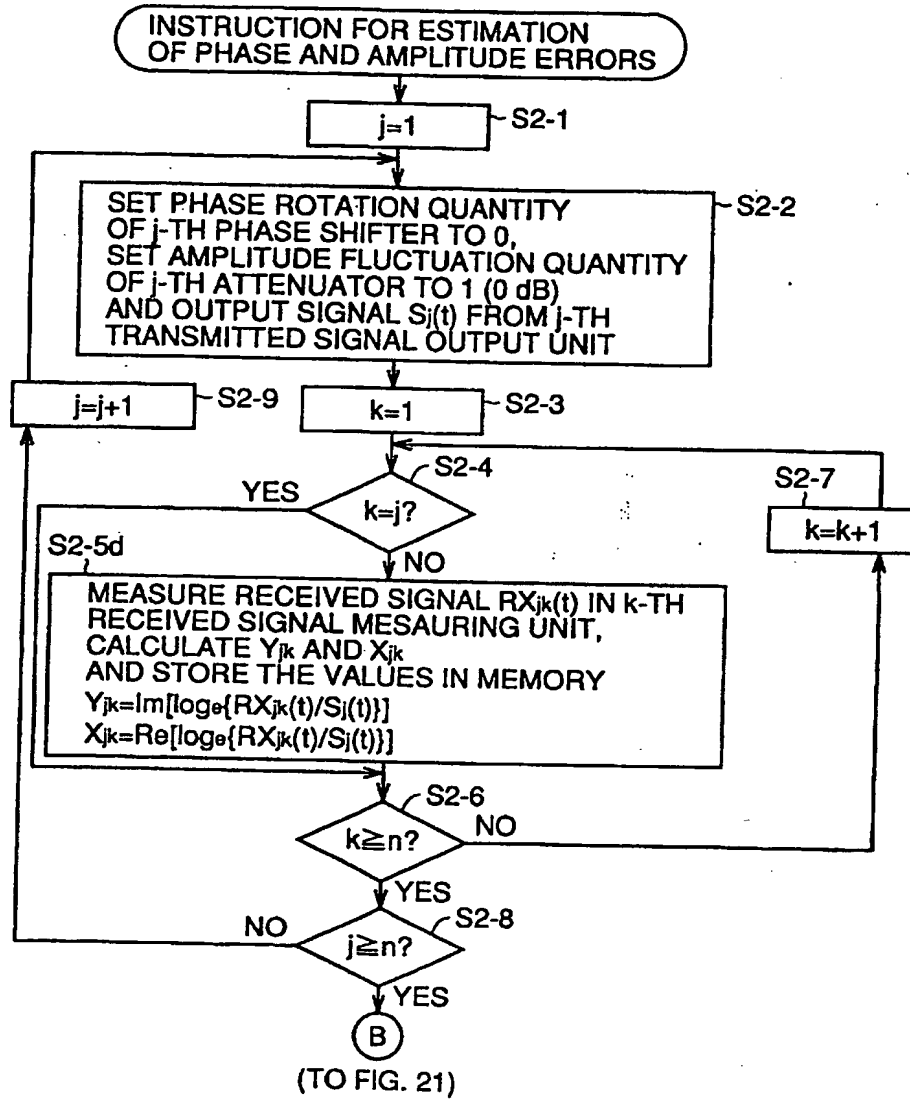 INSTRUCTION FOR ESTIMATION
OF PHASE AND AMPLITUDE ERRORS
j=1
S2-1
SET PHASE ROTATION QUANTITY
OF j-TH PHASE SHIFTER TO 0,
SET AMPLITUDE FLUCTUATION QUANTITY
OF j-TH ATTENUATOR TO 1 (0 dB)
AND OUTPUT SIGNAL Sj(t) FROM j-TH
TRANSMITTED SIGNAL OUTPUT UNIT
S2-2
j=j+1
S2-9
k=1
S2-3
S2-4
YES
k=j?
NO
S2-7
k=k+1
S2-5d
MEASURE RECEIVED SIGNAL RXjk(t) IN k-TH
RECEIVED SIGNAL MESAURING UNIT,
CALCULATE Yjk AND Xjk
AND STORE THE VALUES IN MEMORY
Yjk=Im[loge{RXjk(t)/Sj(t)}]
Xjk=Re[loge{RXjk(t)/Sj(t)}]
S2-6
k≧n?
NO
YES
S2-8
NO
j≧n?
YES
B
(TO FIG. 21)